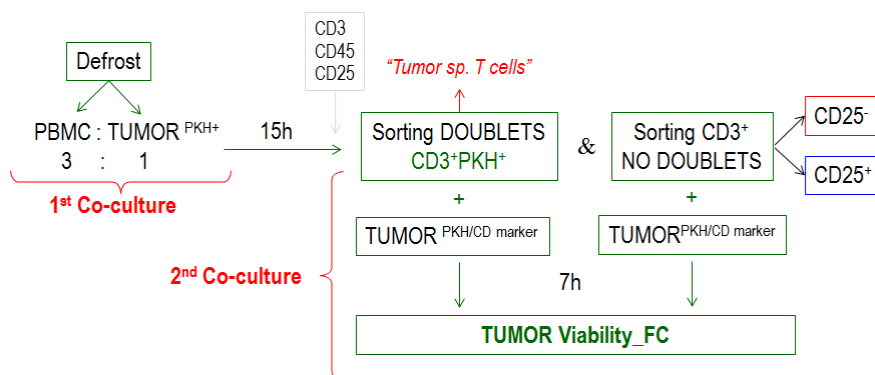 CD3
CD45
CD25
Defrost
"Tumor sp. T cells"
PBMC : TUMOR PKH+
3 : 1
15h
Sorting DOUBLETS
CD3+PKH+
&
Sorting CD3+
NO DOUBLETS
CD25-
CD25+
1st Co-culture
+
+
TUMOR PKH/CD marker
TUMORPKH/CD marker
2nd Co-culture
7h
TUMOR Viability_FC